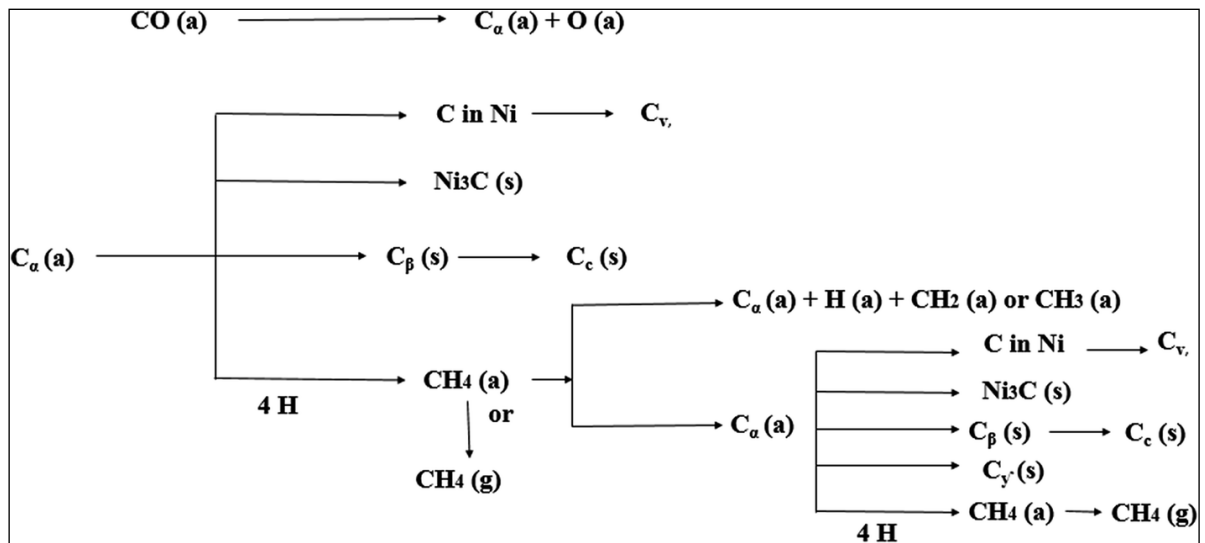 CO (a) Cα (a) + O (a)
C in Ni Cv,
Ni3C (s)
Cα (a) Cβ (s) Cc (s)
Cα (a) + H (a) + CH2 (a) or CH3 (a)
C in Ni Cv,
4 H CH4 (a)
or
Ni3C (s)
Cα (a) Cβ (s) Cc (s)
Cy (s)
CH4 (g)
4 H CH4 (a) CH4 (g)